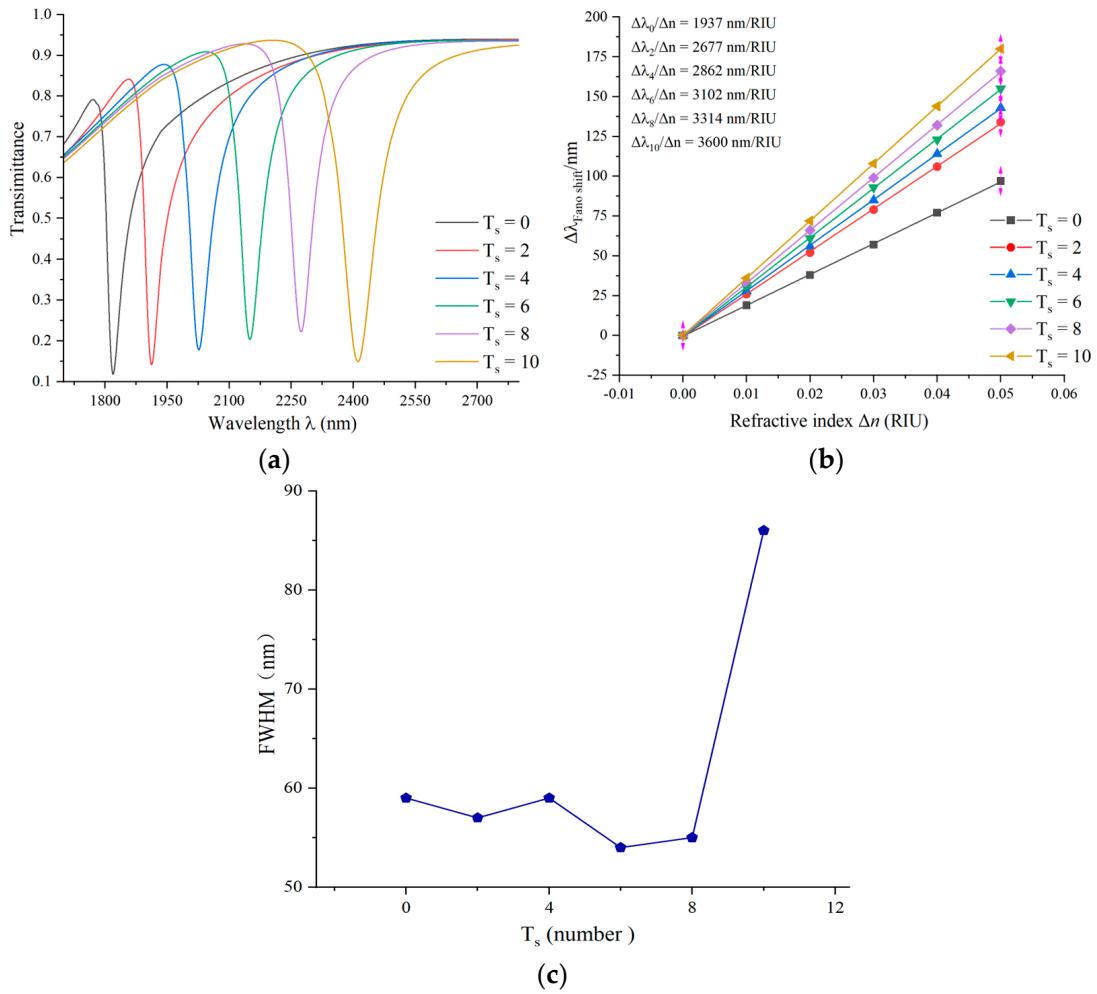 1.0
0.9
0.8
0.7
0.6
0.5
0.4
0.3
0.2
0.1
Transimittance
1800 1950 2100 2250 2400 2550 2700
Wavelength λ (nm)
Tₛ = 0
Tₛ = 2
Tₛ = 4
Tₛ = 6
Tₛ = 8
Tₛ = 10
(a)
Δλ₀/Δn = 1937 nm/RIU
Δλ₂/Δn = 2677 nm/RIU
Δλ₄/Δn = 2862 nm/RIU
Δλ₆/Δn = 3102 nm/RIU
Δλ₈/Δn = 3314 nm/RIU
Δλ₁₀/Δn = 3600 nm/RIU
200
175
150
125
100
75
50
25
0
-25
Δλ_Fano shift/nm
-0.01 0.00 0.01 0.02 0.03 0.04 0.05 0.06
Refractive index Δn (RIU)
Tₛ = 0
Tₛ = 2
Tₛ = 4
Tₛ = 6
Tₛ = 8
Tₛ = 10
(b)
90
80
70
60
50
FWHM (nm)
0 4 8 12
Tₛ (number )
(c)